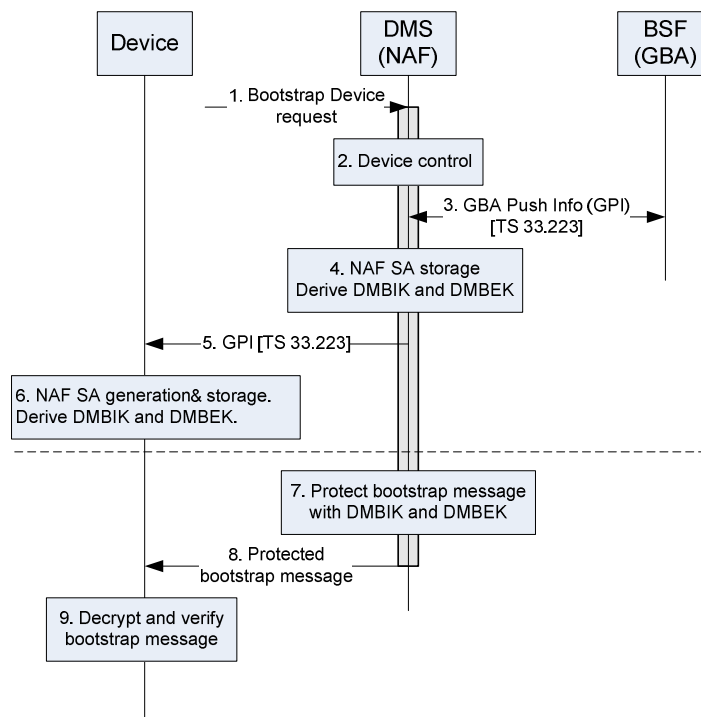 Device
DMS
(NAF)
BSF
(GBA)
1. Bootstrap Device
request
2. Device control
3. GBA Push Info (GPI)
[TS 33.223]
4. NAF SA storage
Derive DMBIK and DMBEK
5. GPI [TS 33.223]
6. NAF SA generation& storage.
Derive DMBIK and DMBEK.
7. Protect bootstrap message
with DMBIK and DMBEK
8. Protected
bootstrap message
9. Decrypt and verify
bootstrap message